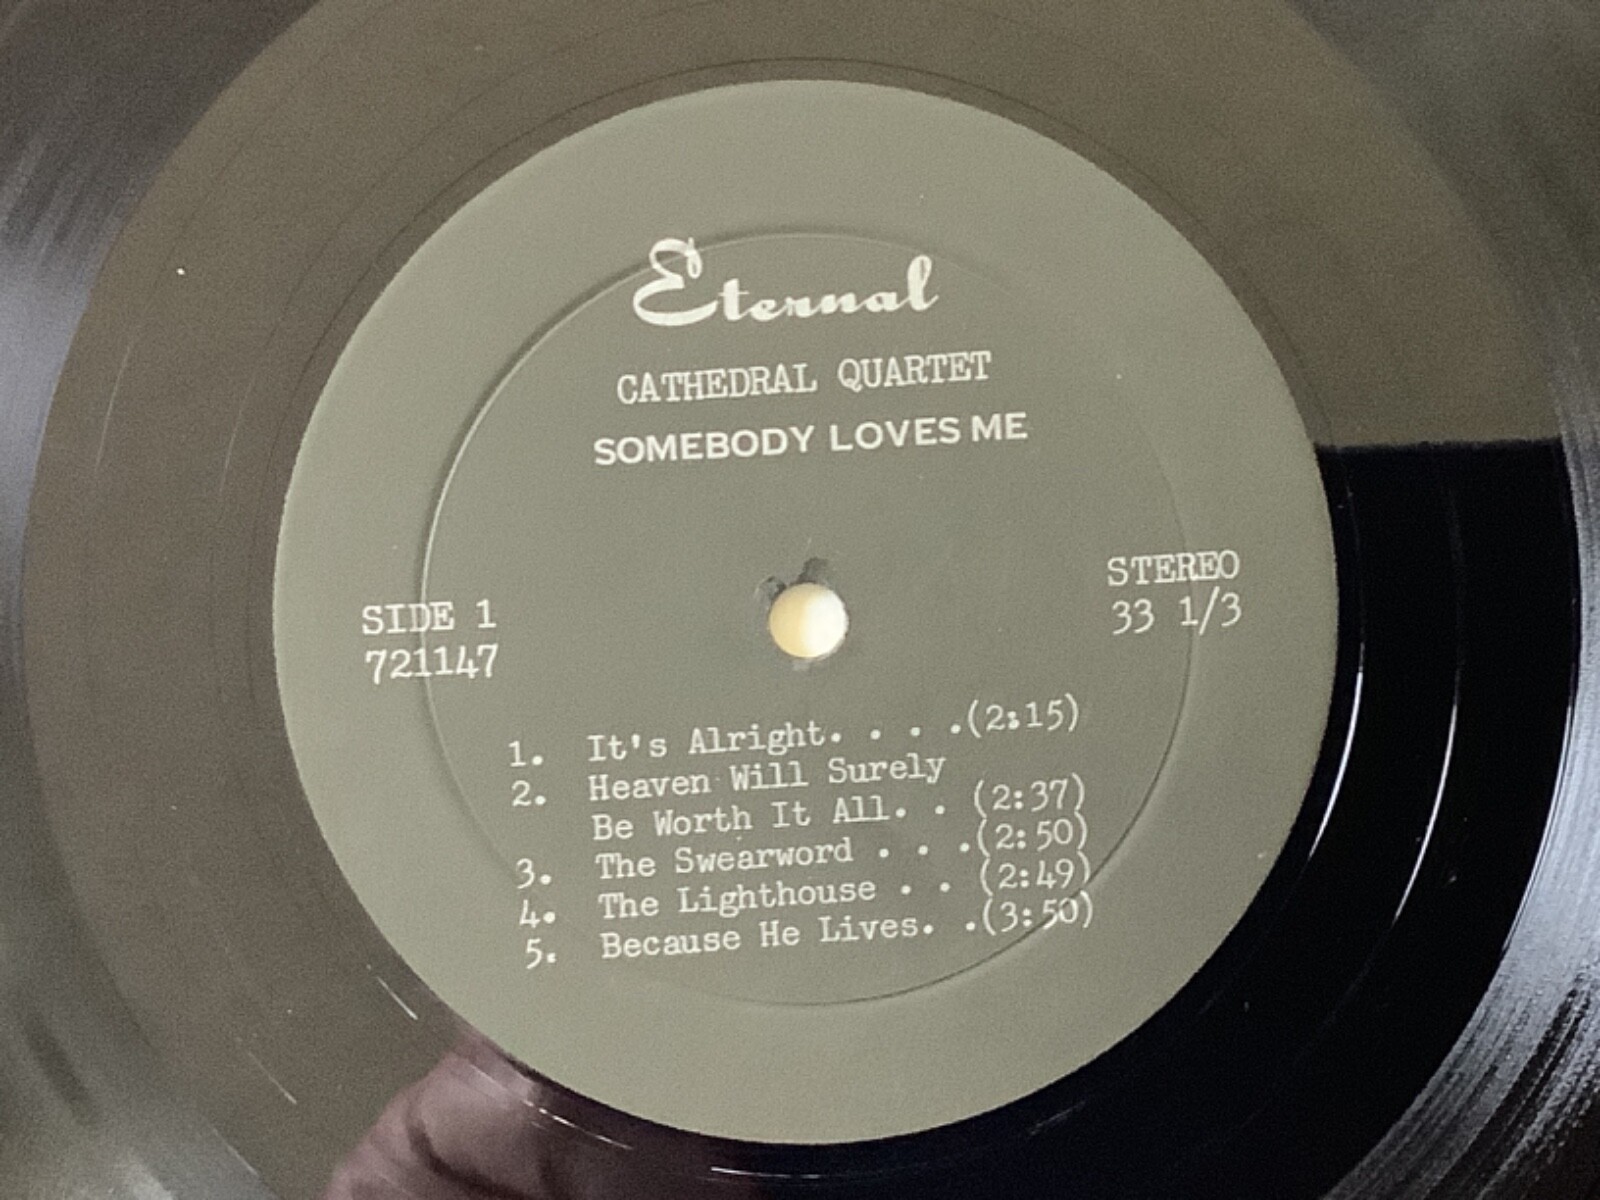 Eternal
CATHEDRAL QUARTET
SOMEBODY LOVES ME
STEREO
33 1/3
SIDE 1
721147
1. It's Alright. . . . .(2:15)
2. Heaven Will Surely
Be Worth It All. . (2:37)
3. The Swearword . . .(2:50)
4. The Lighthouse . . (2:49)
5. Because He Lives. .(3:50)